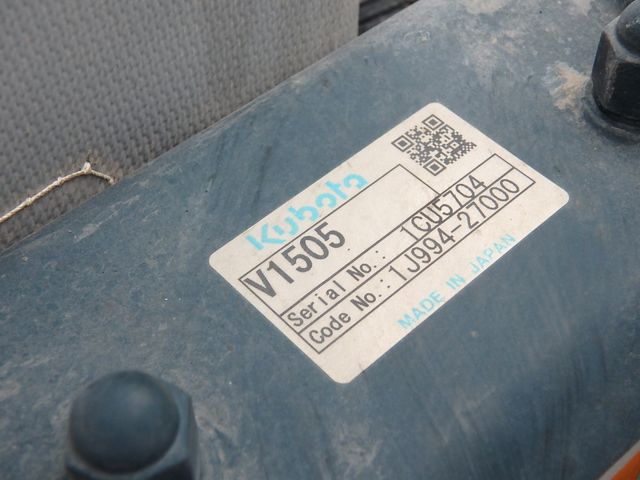 Kubota
V1505
Serial No.: 1CU5704
Code No.: 1J994-27000
MADE IN JAPAN